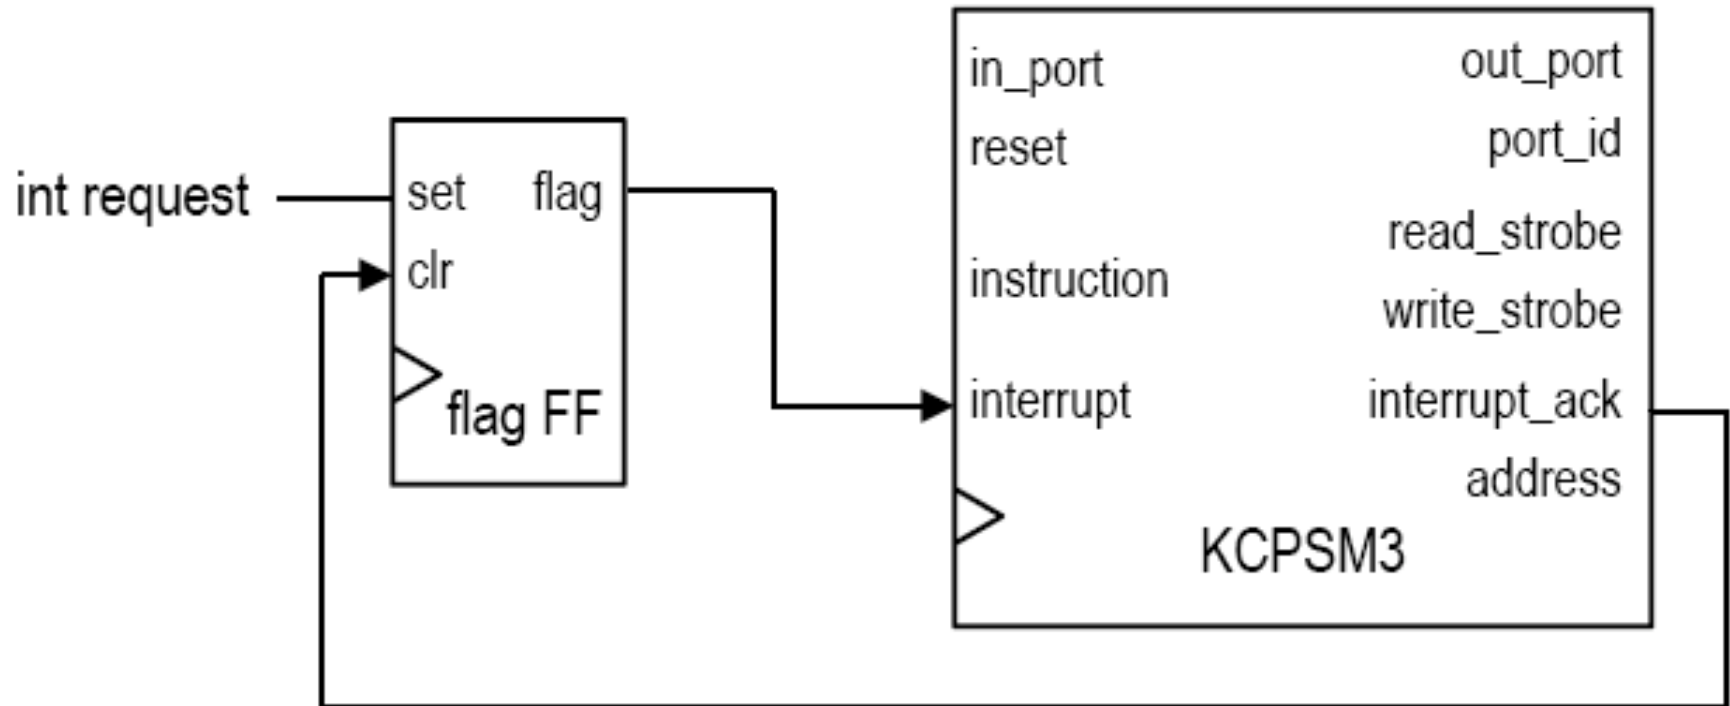 int request
set
flag
clr
flag FF
in_port
out_port
reset
port_id
read_strobe
instruction
write_strobe
interrupt
interrupt_ack
address
KCPSM3